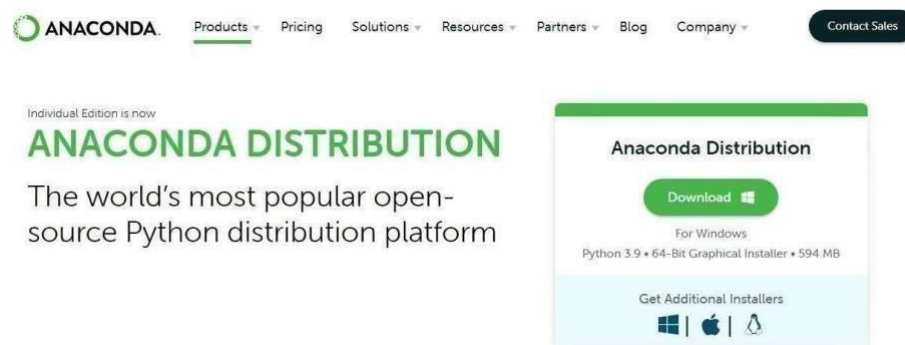 ANACONDA.
Products Pricing Solutions Resources Partners Blog Company Contact Sales
Individual Edition is now
ANACONDA DISTRIBUTION
The world's most popular open-
source Python distribution platform
Anaconda Distribution
Download
For Windows
Python 3.9 • 64-Bit Graphical Installer • 594 MB
Get Additional Installers
| |